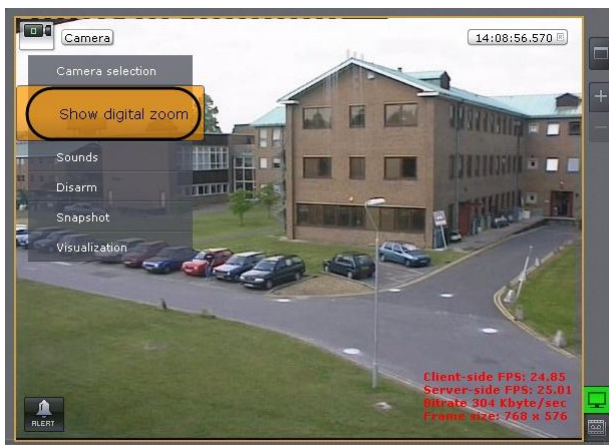 Camera
14:08:56.570
Camera selection
Show digital zoom
Sounds
Disarm
Snapshot
Visualization
Client-side FPS: 24.85
Server-side FPS: 25.01
Bitrate 304 Kbyte/sec
Frame size: 768 x 576
ALERT